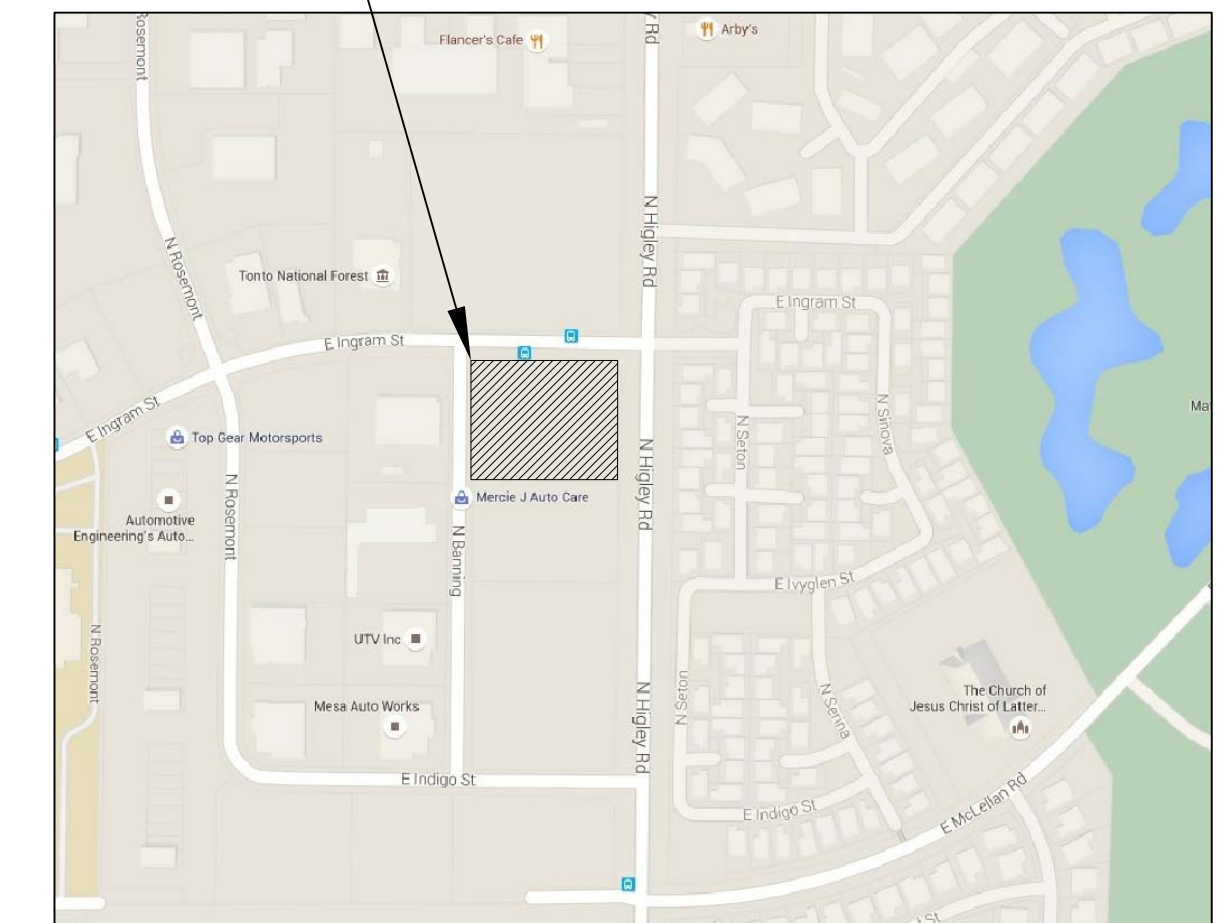 Rosemont
Flancer's Cafe
Rd
Arby's
N Higley Rd
N Rosemont
Tonto National Forest
E Ingram St
E Ingram St
E Ingram St
Top Gear Motorsports
N Seton
N Sinova
N Higley Rd
N Rosemont
Mercie J Auto Care
Automotive
Engineering's Auto...
N Banning
E Ivyglen St
N Rosemont
UTV Inc
N Seton
N Serina
The Church of
Jesus Christ of Latter...
Mesa Auto Works
N Higley Rd
E Indigo St
E Indigo St
E McLellan Rd
St